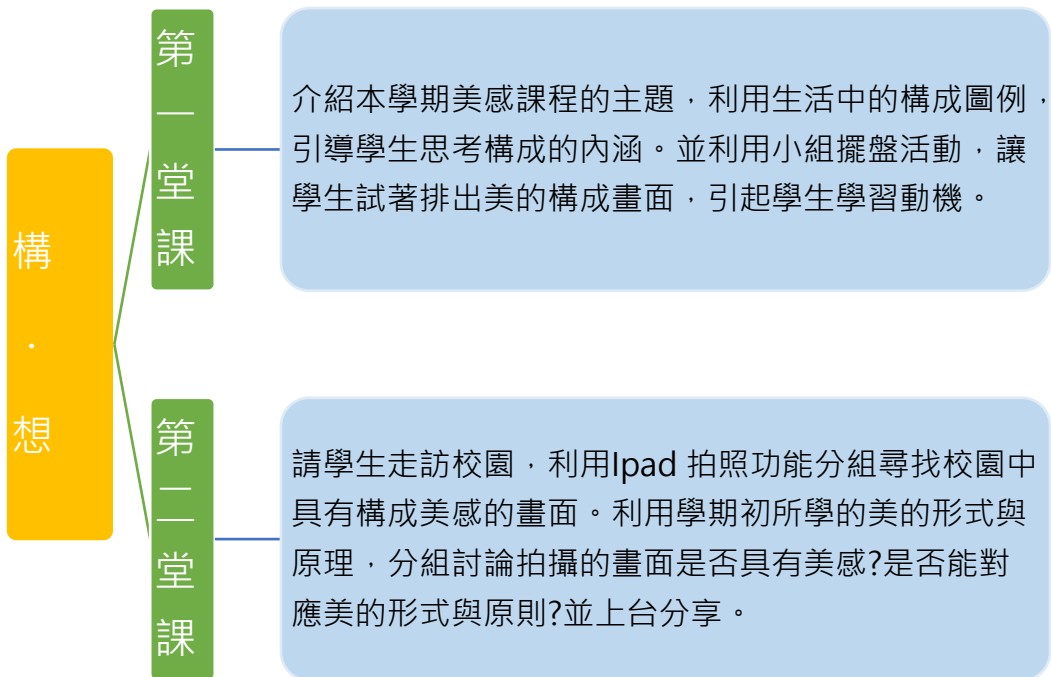 構．想
第一堂課
介紹本學期美感課程的主題，利用生活中的構成圖例，
引導學生思考構成的內涵。並利用小組擺盤活動，讓
學生試著排出美的構成畫面，引起學生學習動機。
第二堂課
請學生走訪校園，利用Ipad 拍照功能分組尋找校園中
具有構成美感的畫面。利用學期初所學的美的形式與
原理，分組討論拍攝的畫面是否具有美感?是否能對
應美的形式與原則?並上台分享。